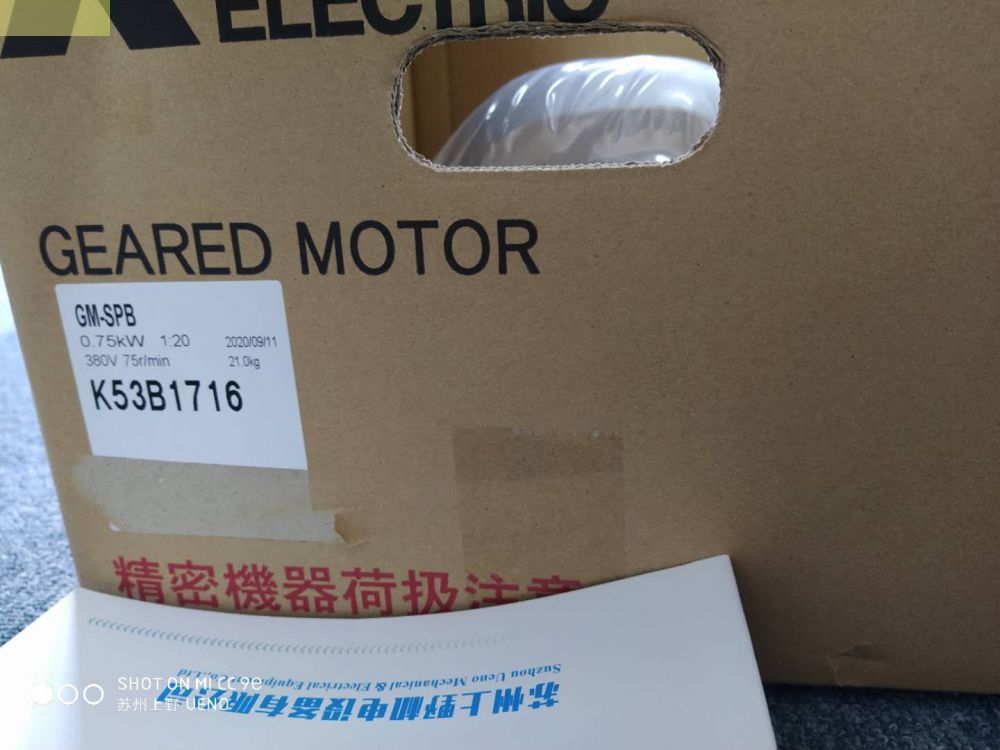 ELECTRIC
GEARED MOTOR
GM-SPB
0.75kW 1:20 2020/09/11
380V 75r/min 21.0kg
K53B1716
精密機器荷扱注意
Suzhou Ueno Mechanical & Electrical Equipment Co.,Ltd
苏州上野机电设备有限公司
SHOT ON MI CC9e
苏州上野 UENO